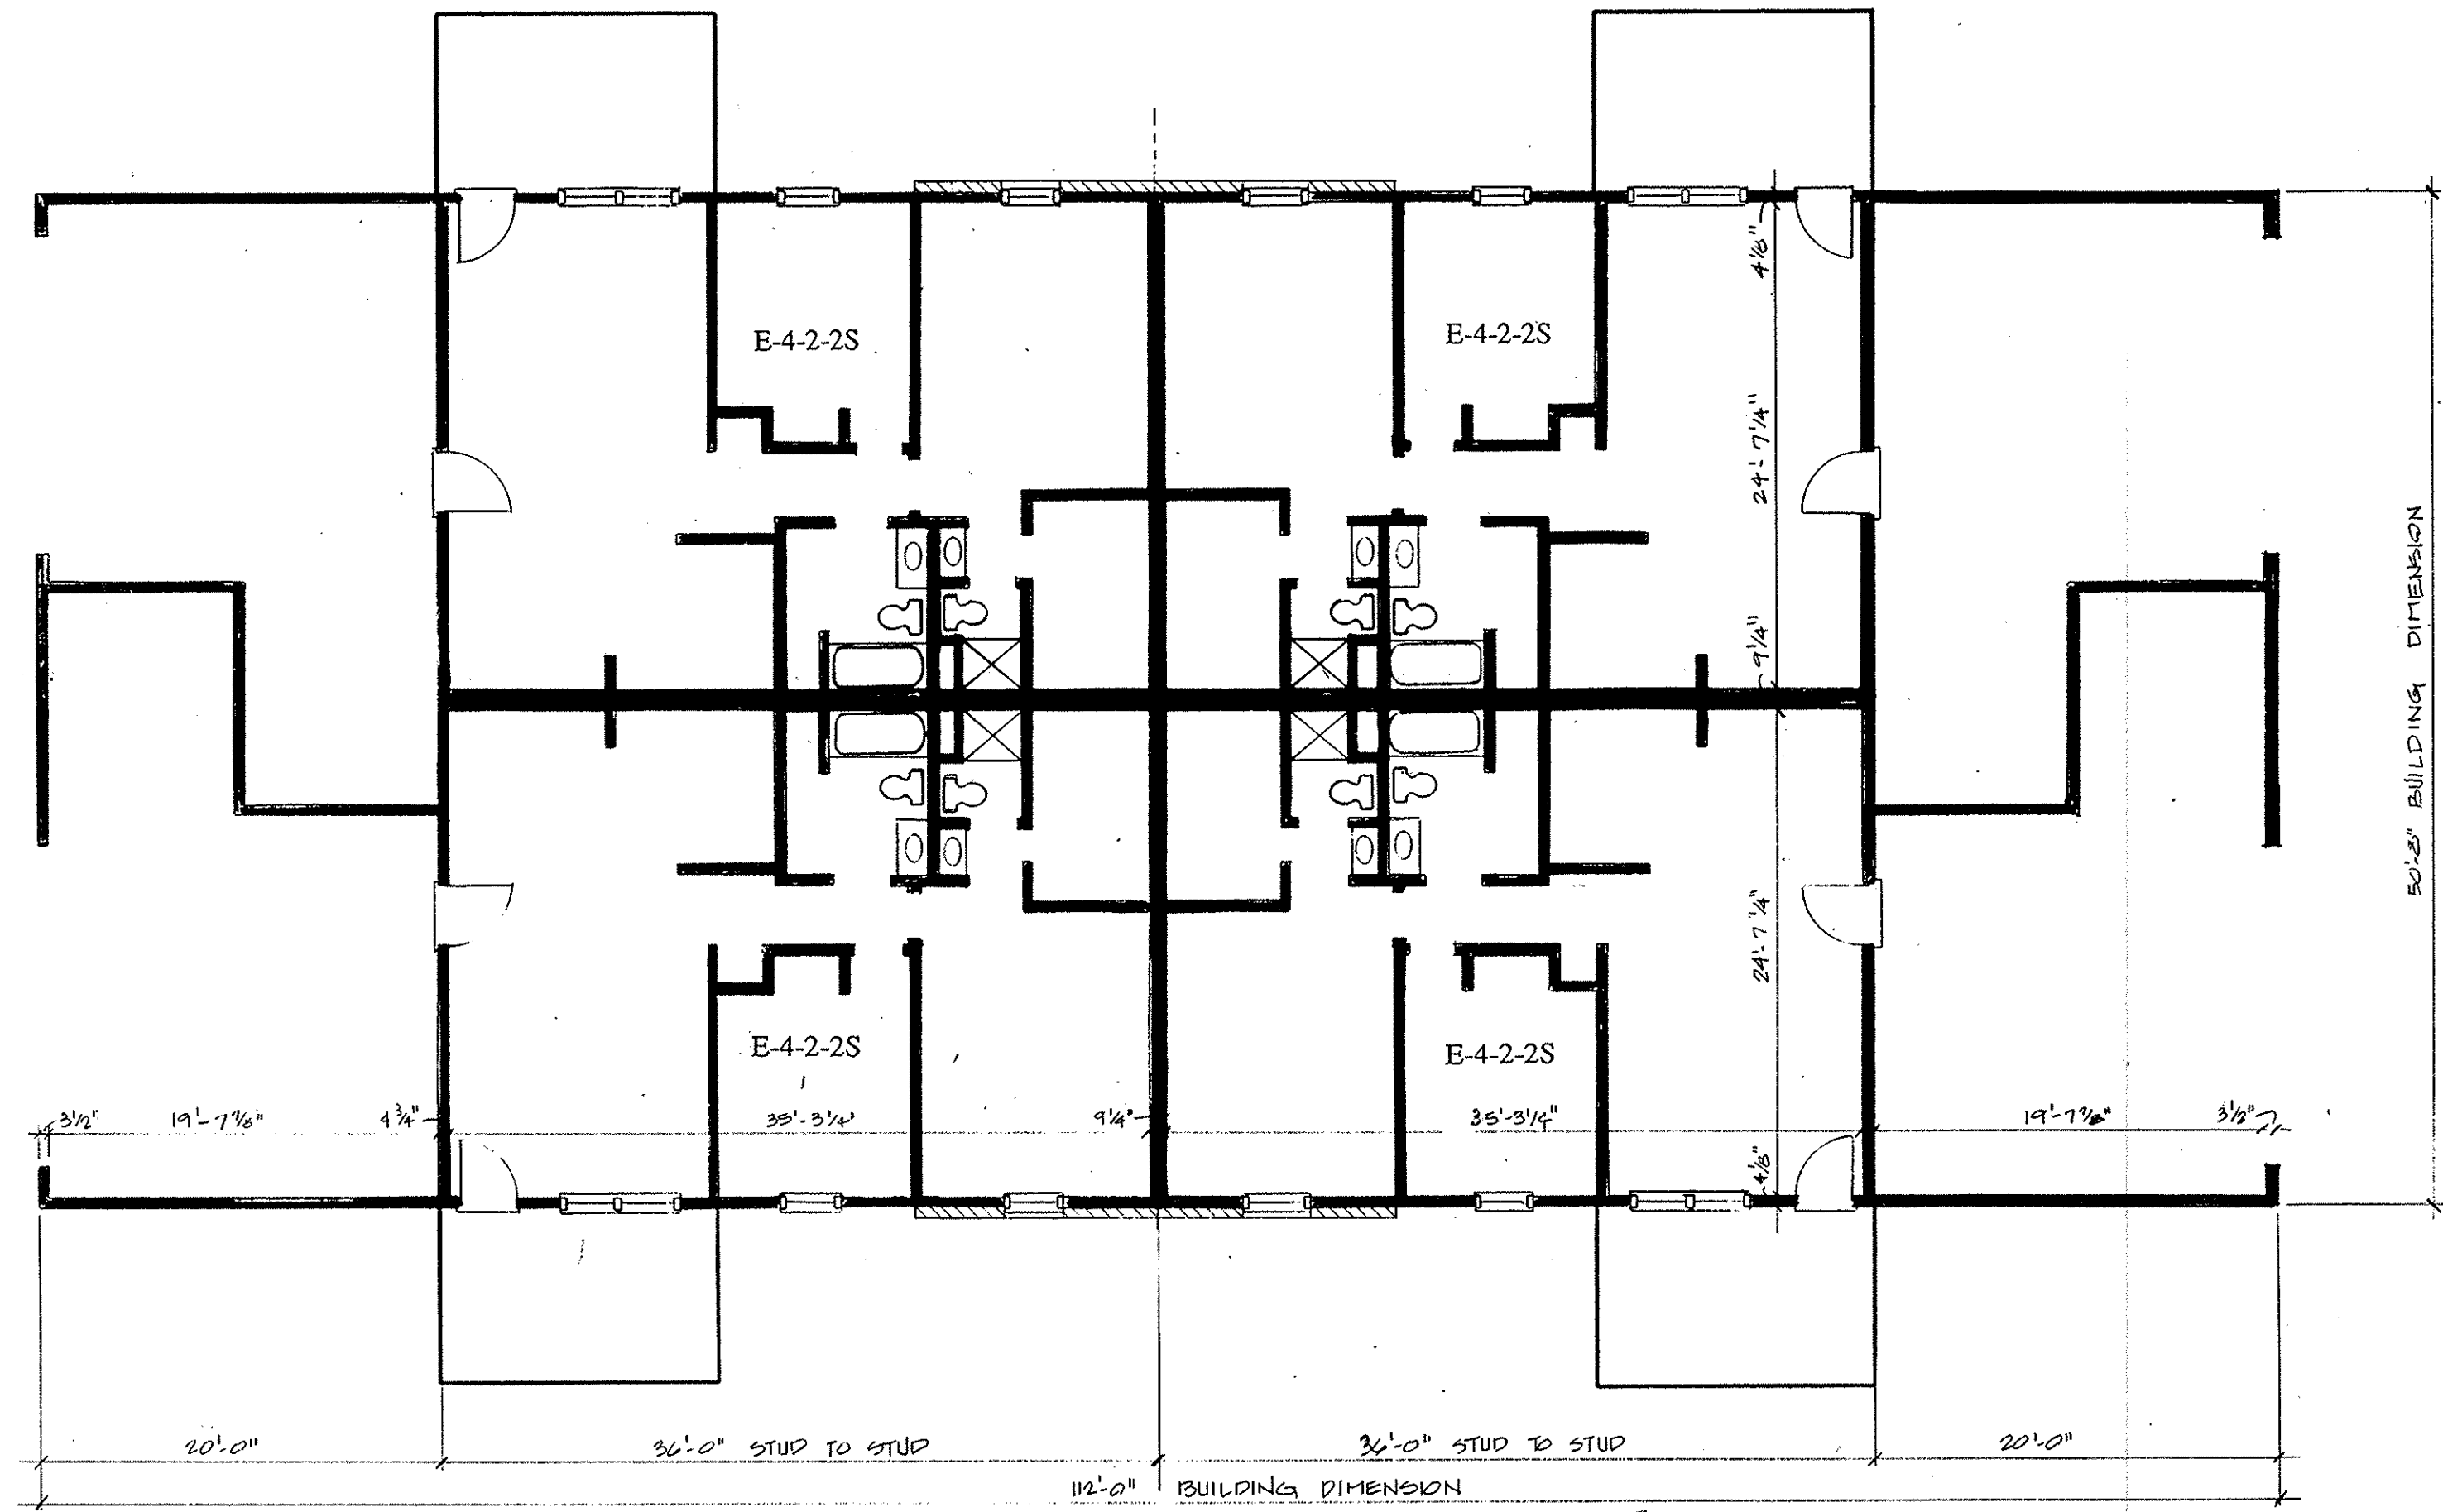 E-4-2-2S
E-4-2-2S
4 1/8"
24'-7 1/4"
9 1/4"
50'-8" BUILDING DIMENSION
24'-7 1/4"
E-4-2-2S
E-4-2-2S
3 1/2"
19'-7 7/8"
4 3/4"
35'-3 1/4"
9 1/4"
35'-3 1/4"
4 1/8"
19'-7 7/8"
3 1/2"
20'-0"
36'-0" STUD TO STUD
36'-0" STUD TO STUD
20'-0"
112'-0" BUILDING DIMENSION